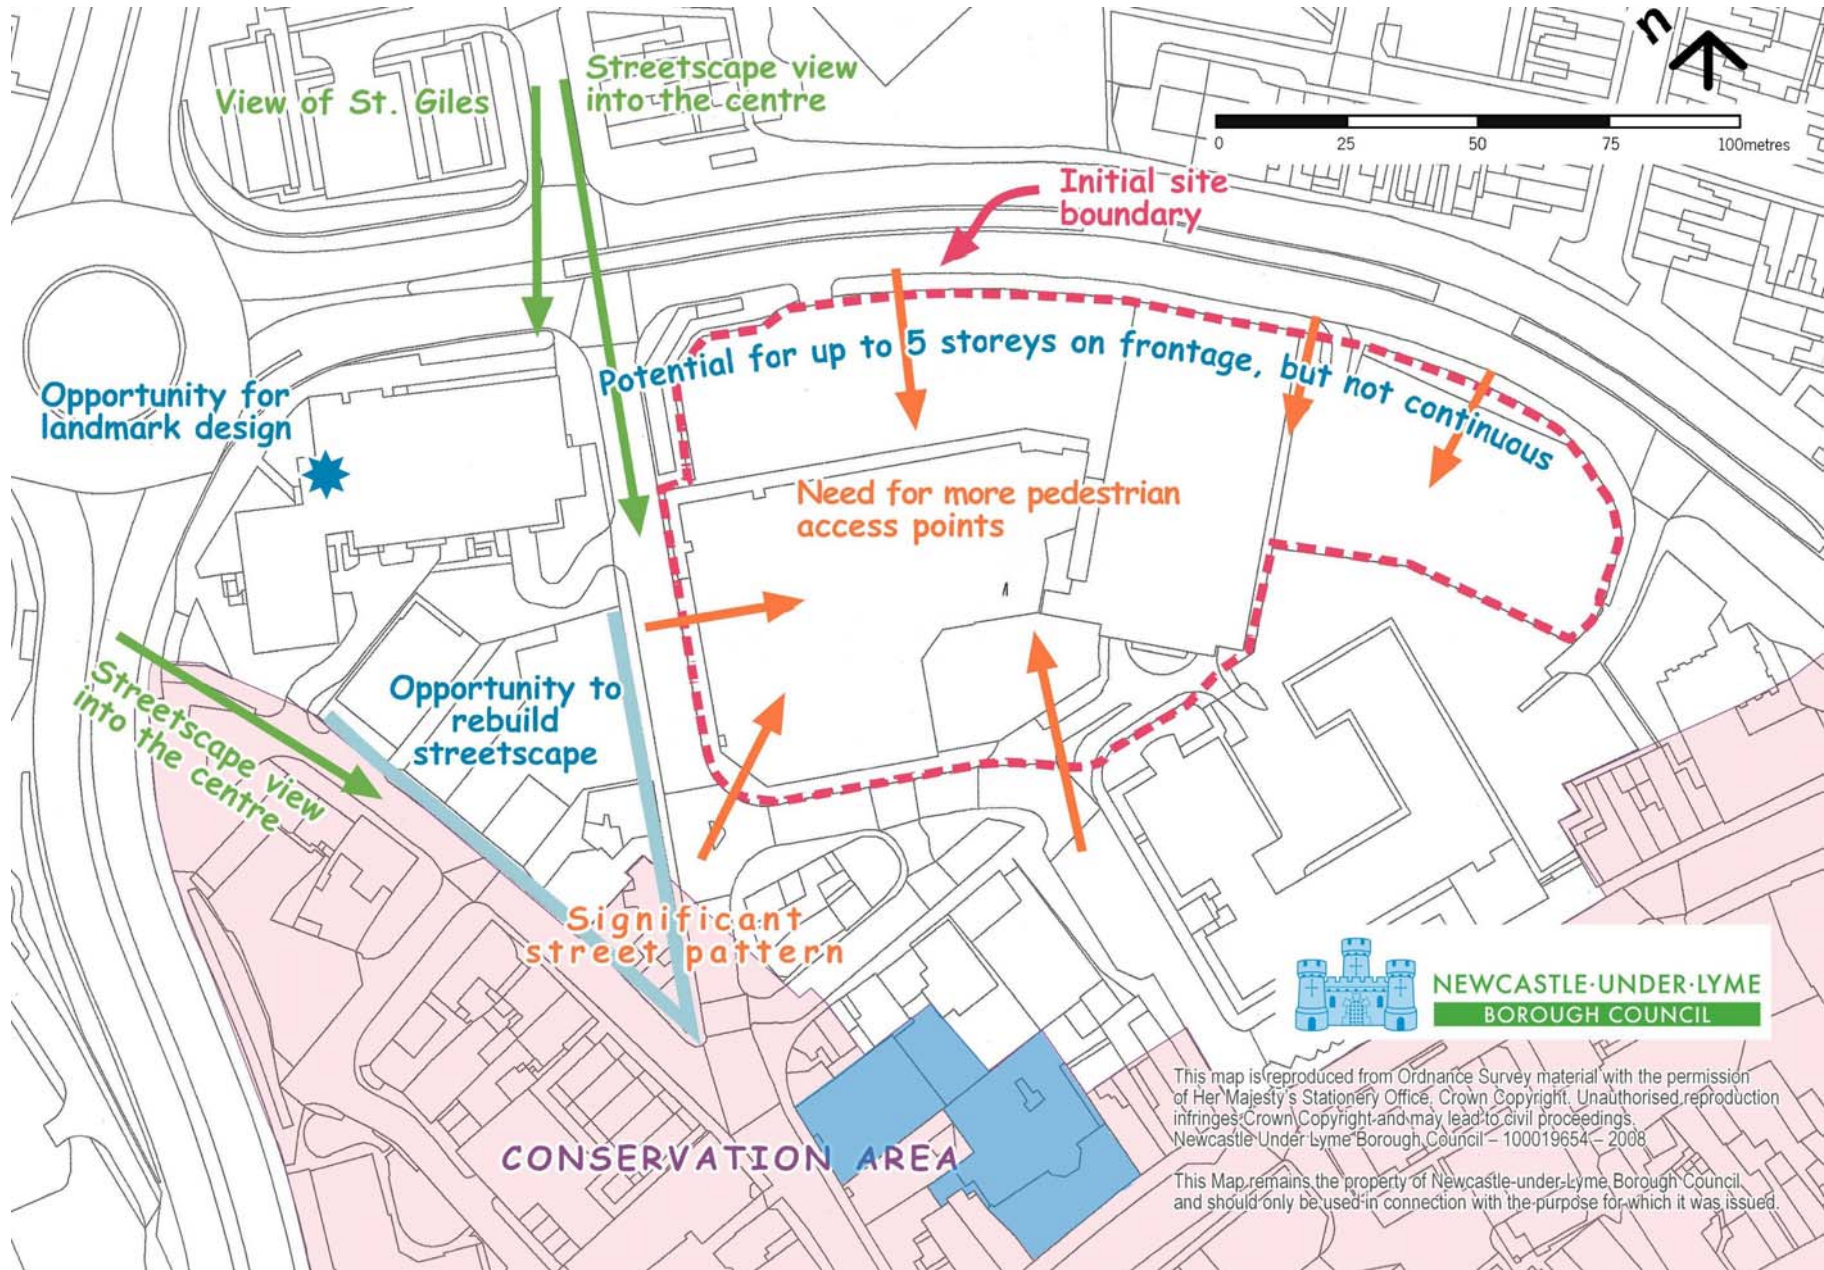 n
Streetscape view
into the centre
View of St. Giles
0 25 50 75 100metres
Initial site
boundary
Potential for up to 5 storeys on frontage, but not continuous
Opportunity for
landmark design
Need for more pedestrian
access points
Streetscape view
into the centre
Opportunity to
rebuild
streetscape
Significant
street pattern
NEWCASTLE·UNDER·LYME
BOROUGH COUNCIL
This map is reproduced from Ordnance Survey material with the permission
of Her Majesty's Stationery Office. Crown Copyright. Unauthorised reproduction
infringes Crown Copyright and may lead to civil proceedings.
Newcastle Under Lyme Borough Council – 100019654 – 2008
This Map remains the property of Newcastle-under-Lyme Borough Council
and should only be used in connection with the purpose for which it was issued.
CONSERVATION AREA